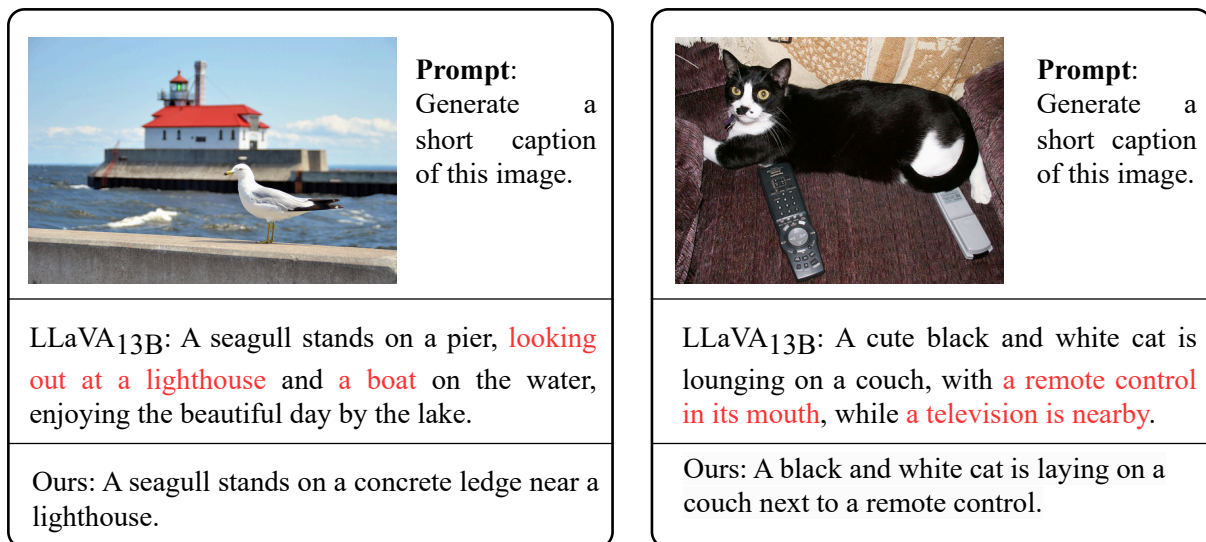 Prompt:
Generate a
short caption
of this image.
LLaVA13B: A seagull stands on a pier, looking
out at a lighthouse and a boat on the water,
enjoying the beautiful day by the lake.
Ours: A seagull stands on a concrete ledge near a
lighthouse.
Prompt:
Generate a
short caption
of this image.
LLaVA13B: A cute black and white cat is
lounging on a couch, with a remote control
in its mouth, while a television is nearby.
Ours: A black and white cat is laying on a
couch next to a remote control.